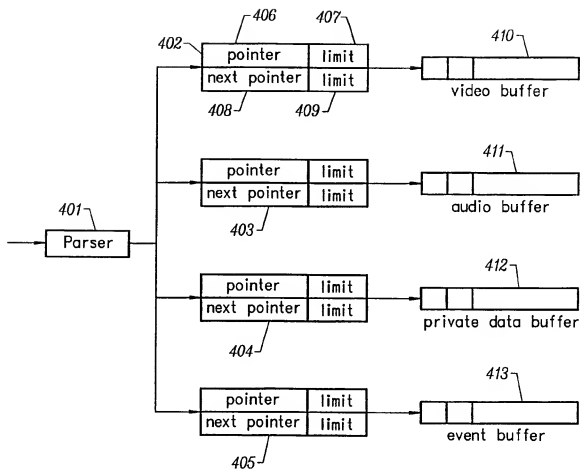 406
407
402
410
pointer limit
next pointer limit
video buffer
408
409
411
pointer limit
next pointer limit
audio buffer
401
403
Parser
412
pointer limit
next pointer limit
private data buffer
404
413
pointer limit
next pointer limit
event buffer
405